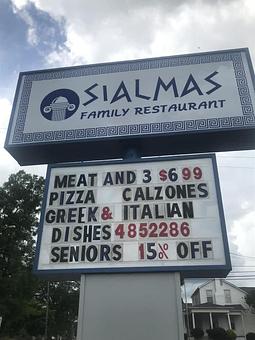 SIALMAS
FAMILY RESTAURANT
MEAT AND 3 $6 99
PIZZA CALZONES
GREEK & ITALIAN
DISHES 4852286
SENIORS 15% OFF